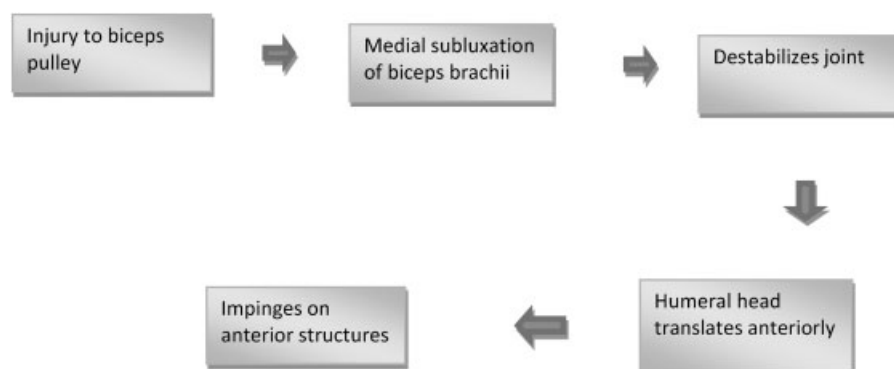 Injury to biceps
pulley
Medial subluxation
of biceps brachii
Destabilizes joint
Humeral head
translates anteriorly
Impinges on
anterior structures